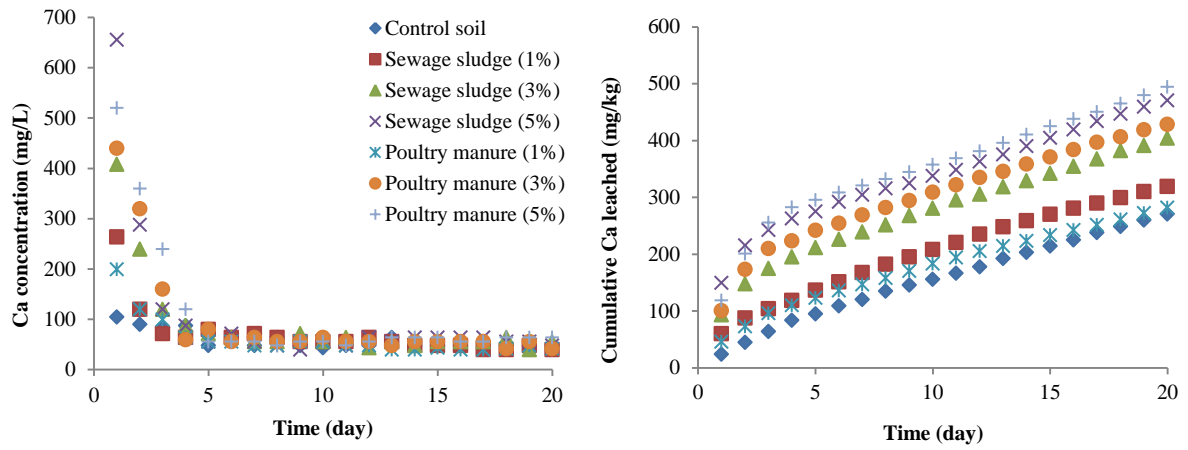 Ca concentration (mg/L)
700
600
500
400
300
200
100
0
0
5
10
15
20
Time (day)
Control soil
Sewage sludge (1%)
Sewage sludge (3%)
Sewage sludge (5%)
Poultry manure (1%)
Poultry manure (3%)
Poultry manure (5%)
Cumulative Ca leached (mg/kg)
600
500
400
300
200
100
0
0
5
10
15
20
Time (day)